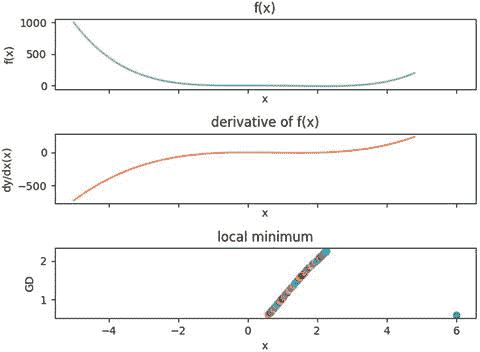 f(x)
1000
500
0
f(x)
x
derivative of f(x)
0
−500
dy/dx(x)
x
local minimum
2
1
GD
−4 −2 0 2 4 6
x